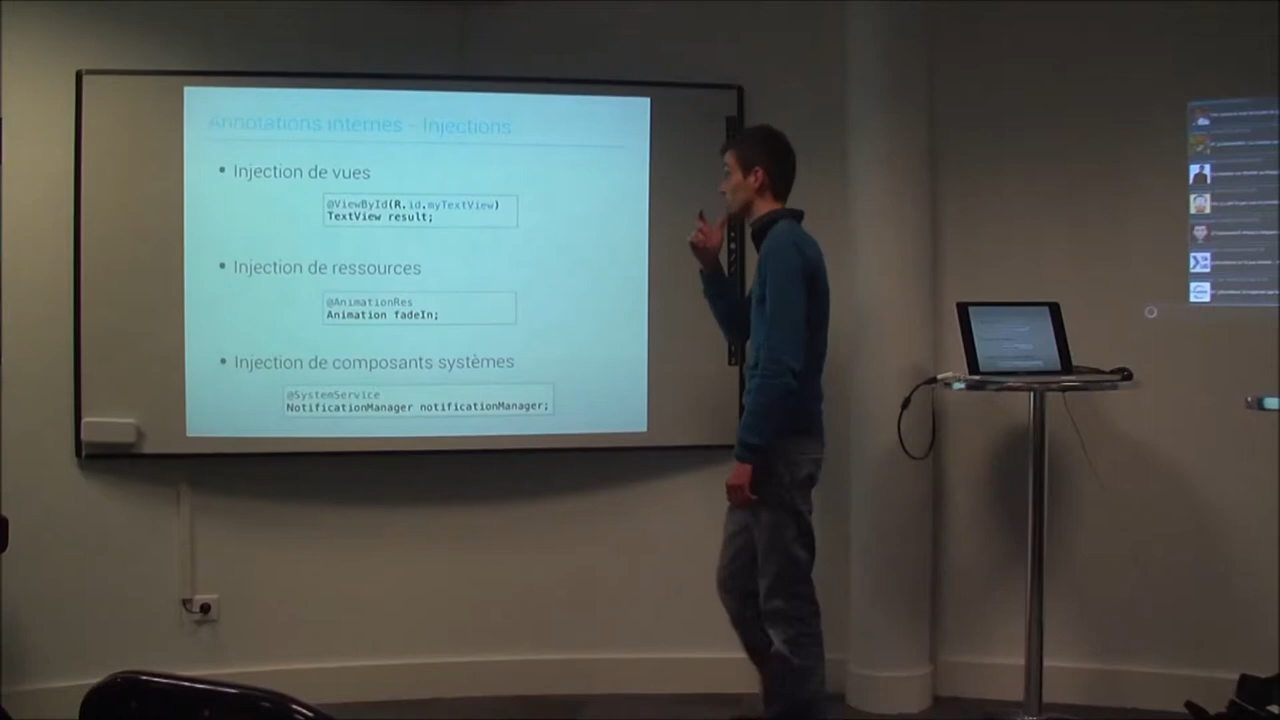 Annotations internes - Injections
• Injection de vues
@ViewById(R.id.myTextView)
TextView result;
• Injection de ressources
@AnimationRes
Animation fadeIn;
• Injection de composants systèmes
@SystemService
NotificationManager notificationManager;